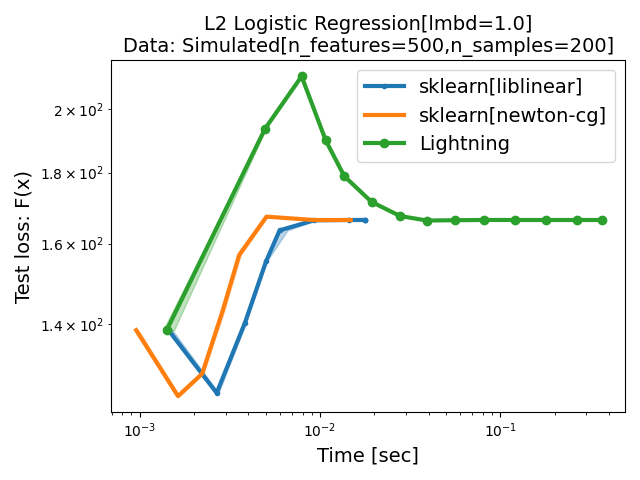 L2 Logistic Regression[lmbd=1.0]
Data: Simulated[n_features=500,n_samples=200]
sklearn[liblinear]
sklearn[newton-cg]
Lightning
Test loss: F(x)
2 × 10²
1.8 × 10²
1.6 × 10²
1.4 × 10²
10⁻³
10⁻²
10⁻¹
Time [sec]